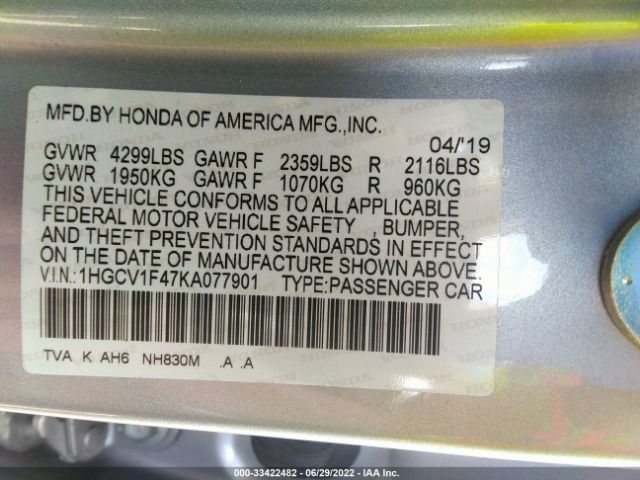 MFD.BY HONDA OF AMERICA MFG.,INC.
04/'19
GVWR 4299LBS GAWR F 2359LBS R 2116LBS
GVWR 1950KG GAWR F 1070KG R 960KG
THIS VEHICLE CONFORMS TO ALL APPLICABLE
FEDERAL MOTOR VEHICLE SAFETY , BUMPER,
AND THEFT PREVENTION STANDARDS IN EFFECT
ON THE DATE OF MANUFACTURE SHOWN ABOVE.
V.I.N.:1HGCV1F47KA077901 TYPE:PASSENGER CAR
TVA K AH6 NH830M .A .A
000-33422482 - 06/29/2022 - IAA Inc.